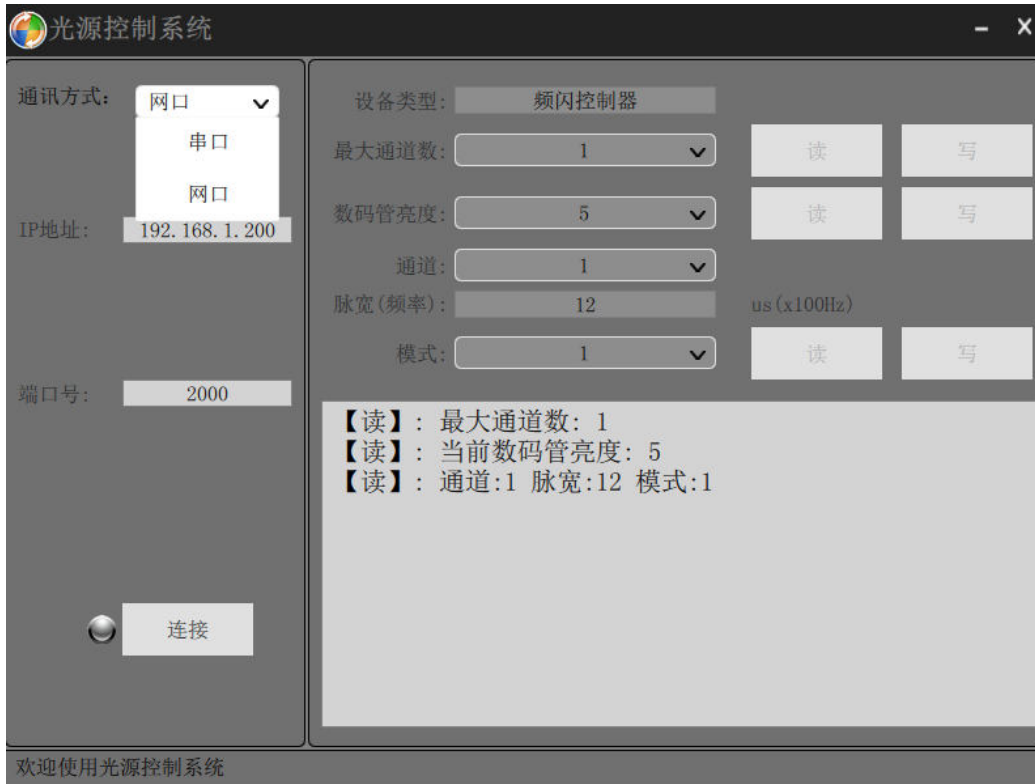 光源控制系统
通讯方式: 网口
串口
网口
IP地址: 192.168.1.200
端口号: 2000
连接
设备类型: 频闪控制器
最大通道数: 1 读 写
数码管亮度: 5 读 写
通道: 1
脉宽(频率): 12 us(x100Hz)
模式: 1 读 写
【读】: 最大通道数: 1
【读】: 当前数码管亮度: 5
【读】: 通道:1 脉宽:12 模式:1
欢迎使用光源控制系统